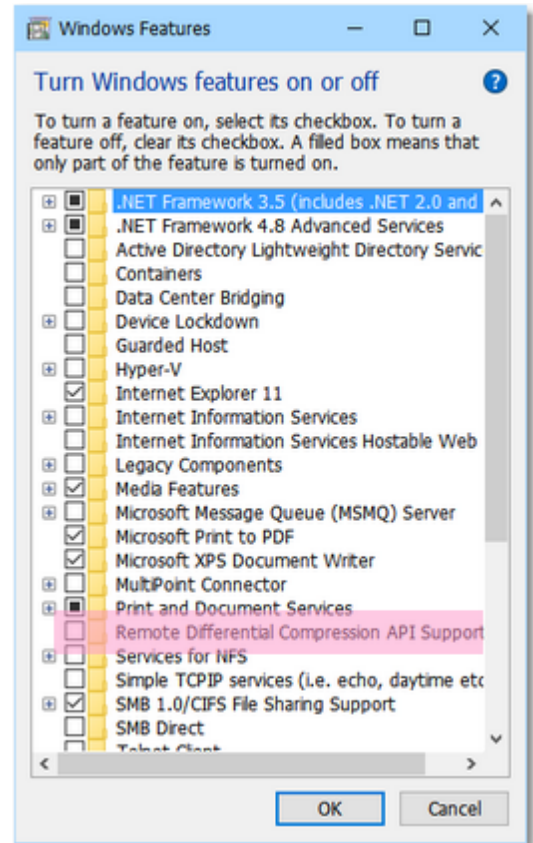 Windows Features
Turn Windows features on or off
To turn a feature on, select its checkbox. To turn a
feature off, clear its checkbox. A filled box means that
only part of the feature is turned on.
.NET Framework 3.5 (includes .NET 2.0 and
.NET Framework 4.8 Advanced Services
Active Directory Lightweight Directory Servic
Containers
Data Center Bridging
Device Lockdown
Guarded Host
Hyper-V
Internet Explorer 11
Internet Information Services
Internet Information Services Hostable Web
Legacy Components
Media Features
Microsoft Message Queue (MSMQ) Server
Microsoft Print to PDF
Microsoft XPS Document Writer
MultiPoint Connector
Print and Document Services
Remote Differential Compression API Support
Services for NFS
Simple TCPIP services (i.e. echo, daytime etc
SMB 1.0/CIFS File Sharing Support
SMB Direct
Telnet Client
OK Cancel